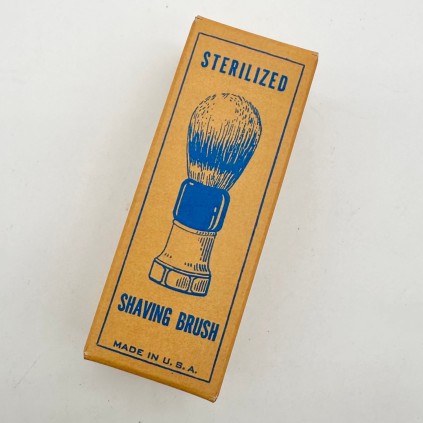 STERILIZED
SHAVING BRUSH
MADE IN U. S. A.